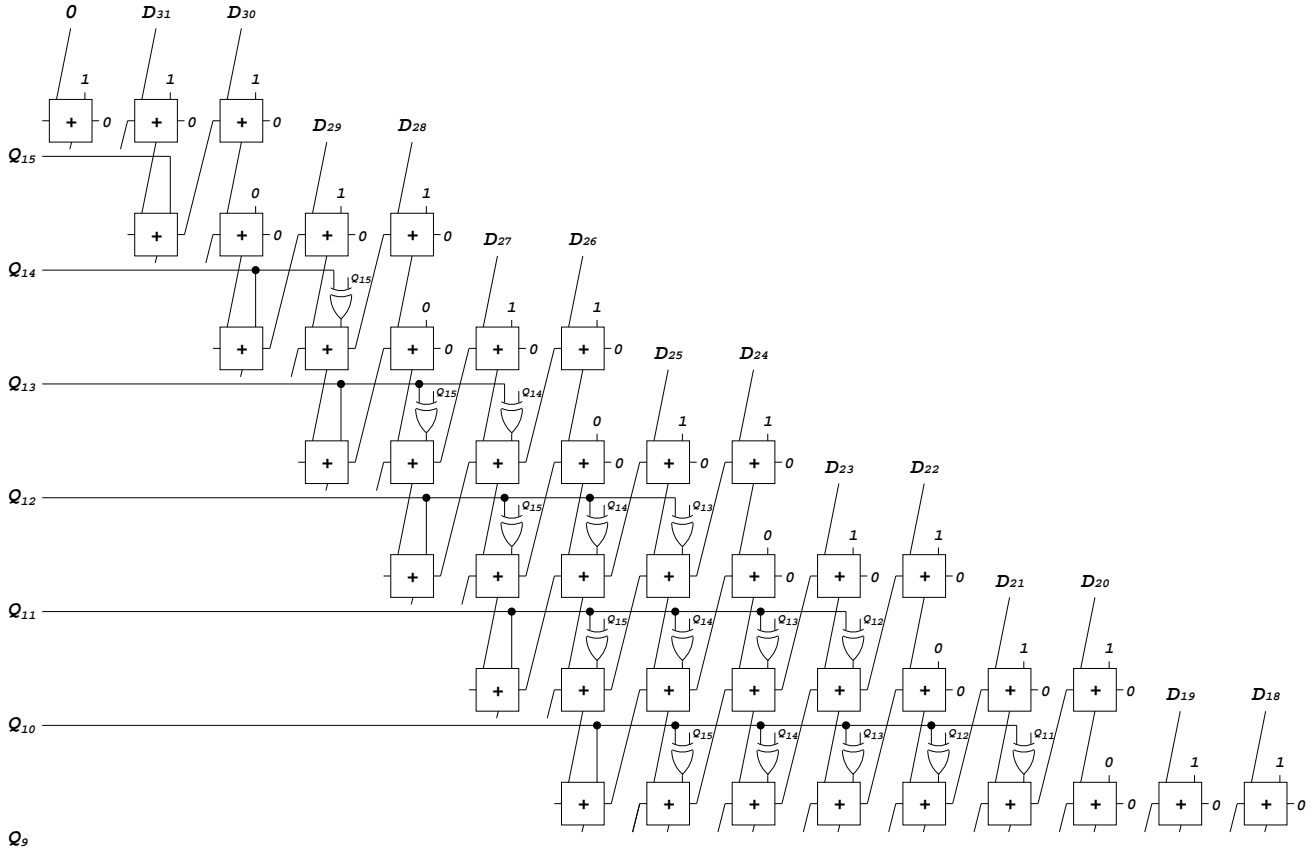 0 D31 D30
1 1 1
+ 0 + 0 + 0
D29 D28
Q15
0 1 1
+ + 0 + 0 + 0
D27 D26
Q14 Q15
0 1 1
+ + + 0 + 0 + 0
D25 D24
Q13 Q15 Q14
0 1 1
+ + + + 0 + 0 + 0
D23 D22
Q12 Q15 Q14 Q13
0 1 1
+ + + + + 0 + 0 + 0
D21 D20
Q11 Q15 Q14 Q13 Q12
0 1 1
+ + + + + + 0 + 0 + 0
D19 D18
Q10 Q15 Q14 Q13 Q12 Q11
0 1 1
+ + + + + + + 0 + 0 + 0
Q9